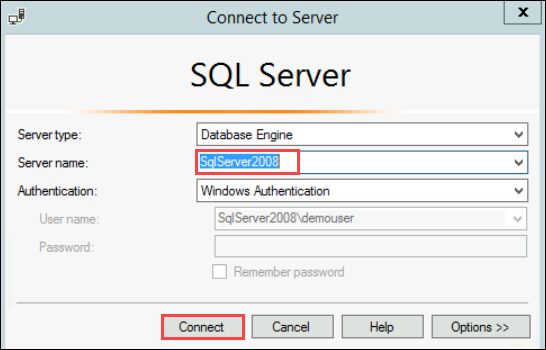 Connect to Server
x
SQL Server
Server type: Database Engine
Server name: SqlServer2008
Authentication: Windows Authentication
User name: SqlServer2008\demouser
Password:
Remember password
Connect Cancel Help Options >>